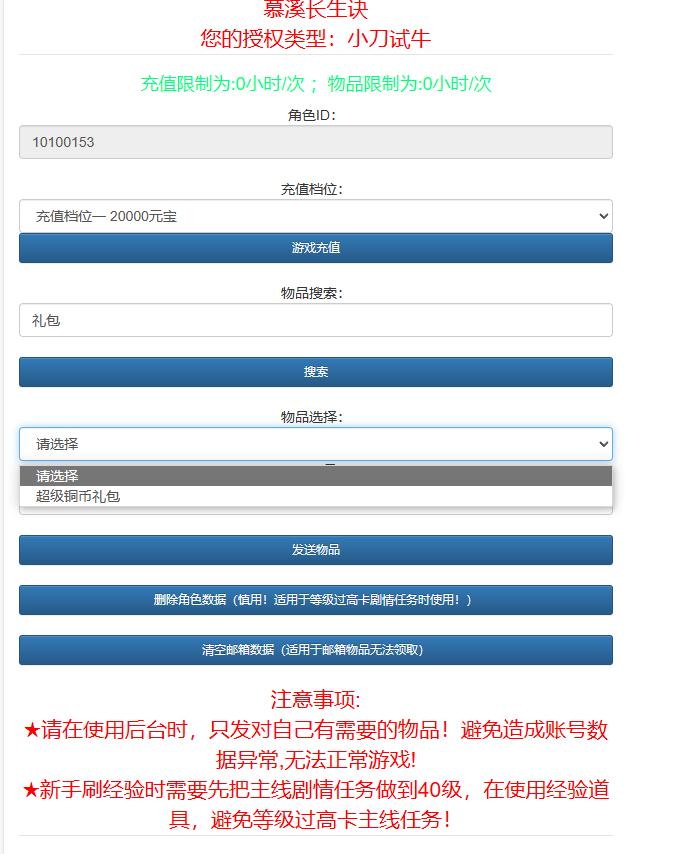 慕溪长生诀
您的授权类型：小刀试牛
充值限制为:0小时/次 ；物品限制为:0小时/次
角色ID：
10100153
充值档位：
充值档位一 20000元宝
游戏充值
物品搜索：
礼包
搜索
物品选择：
请选择
请选择
超级铜币礼包
发送物品
删除角色数据（慎用！适用于等级过高卡剧情任务时使用！）
清空邮箱数据（适用于邮箱物品无法领取）
注意事项:
★请在使用后台时，只发对自己有需要的物品！避免造成账号数
据异常,无法正常游戏!
★新手刷经验时需要先把主线剧情任务做到40级，在使用经验道
具，避免等级过高卡主线任务！